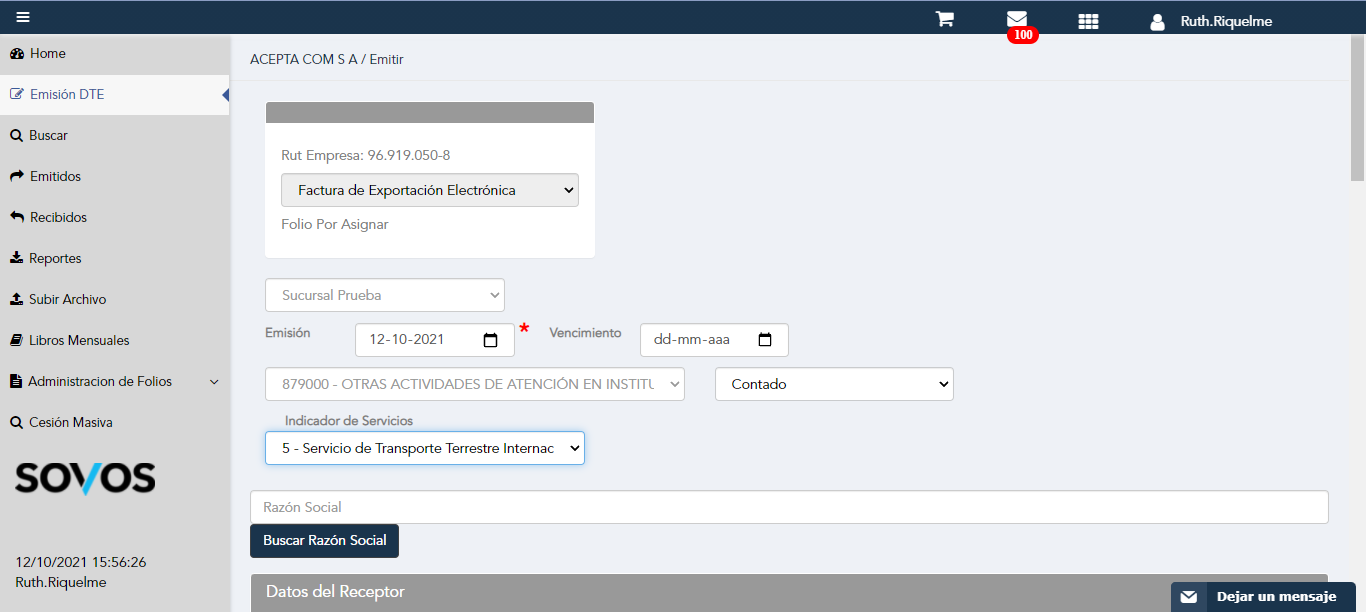 100
Ruth.Riquelme
Home
Emisión DTE
Buscar
Emitidos
Recibidos
Reportes
Subir Archivo
Libros Mensuales
Administracion de Folios
Cesión Masiva
SOVOS
12/10/2021 15:56:26
Ruth.Riquelme
ACEPTA COM S A / Emitir
Rut Empresa: 96.919.050-8
Factura de Exportación Electrónica
Folio Por Asignar
Sucursal Prueba
Emisión 12-10-2021 * Vencimiento dd-mm-aaa
879000 - OTRAS ACTIVIDADES DE ATENCIÓN EN INSTITU Contado
Indicador de Servicios
5 - Servicio de Transporte Terrestre Internac
Razón Social
Buscar Razón Social
Datos del Receptor
Dejar un mensaje